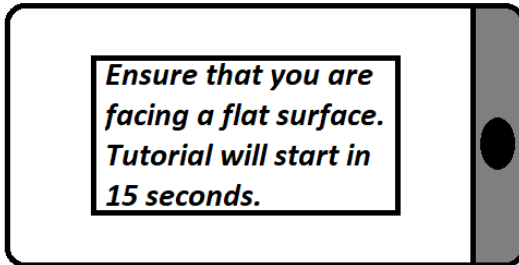 Ensure that you are
facing a flat surface.
Tutorial will start in
15 seconds.